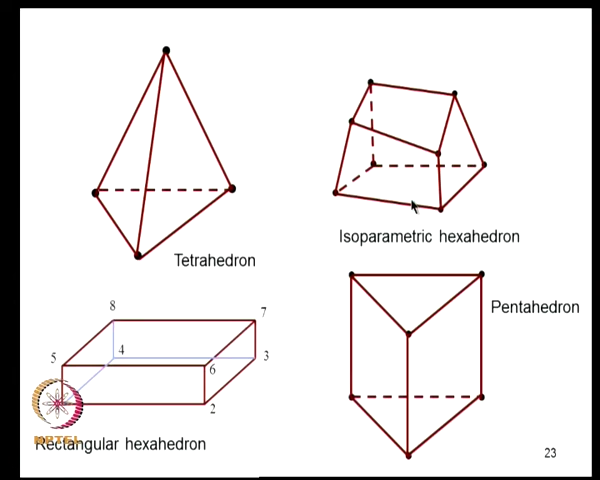 Tetrahedron
Isoparametric hexahedron
8
7
5
4
6
3
2
Pentahedron
NPTEL
Rectangular hexahedron
23